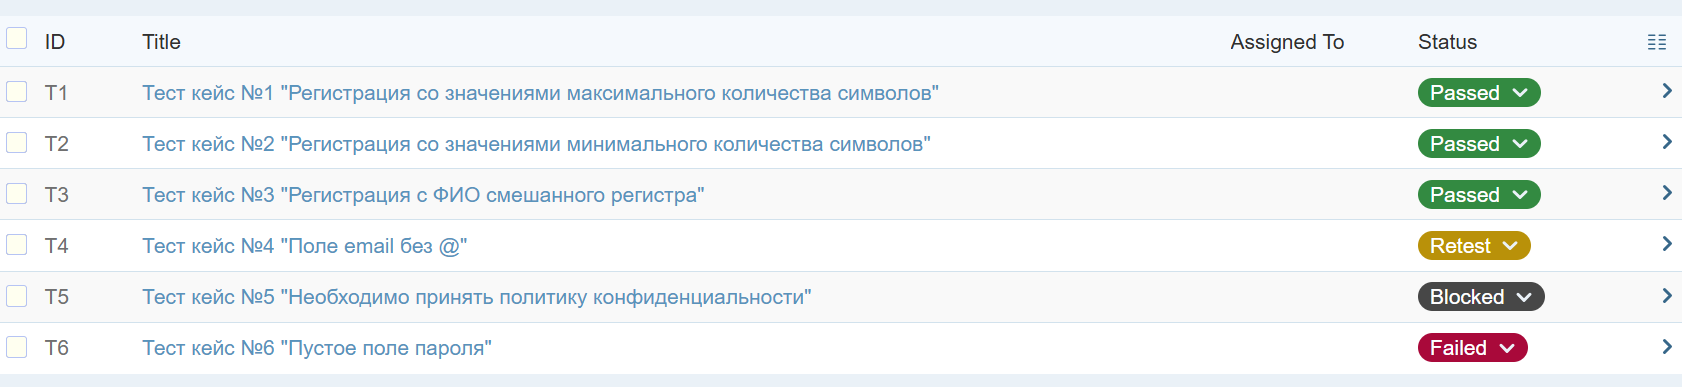 ID Title Assigned To Status
T1 Тест кейс №1 "Регистрация со значениями максимального количества символов" Passed
T2 Тест кейс №2 "Регистрация со значениями минимального количества символов" Passed
T3 Тест кейс №3 "Регистрация с ФИО смешанного регистра" Passed
T4 Тест кейс №4 "Поле email без @" Retest
T5 Тест кейс №5 "Необходимо принять политику конфиденциальности" Blocked
T6 Тест кейс №6 "Пустое поле пароля" Failed